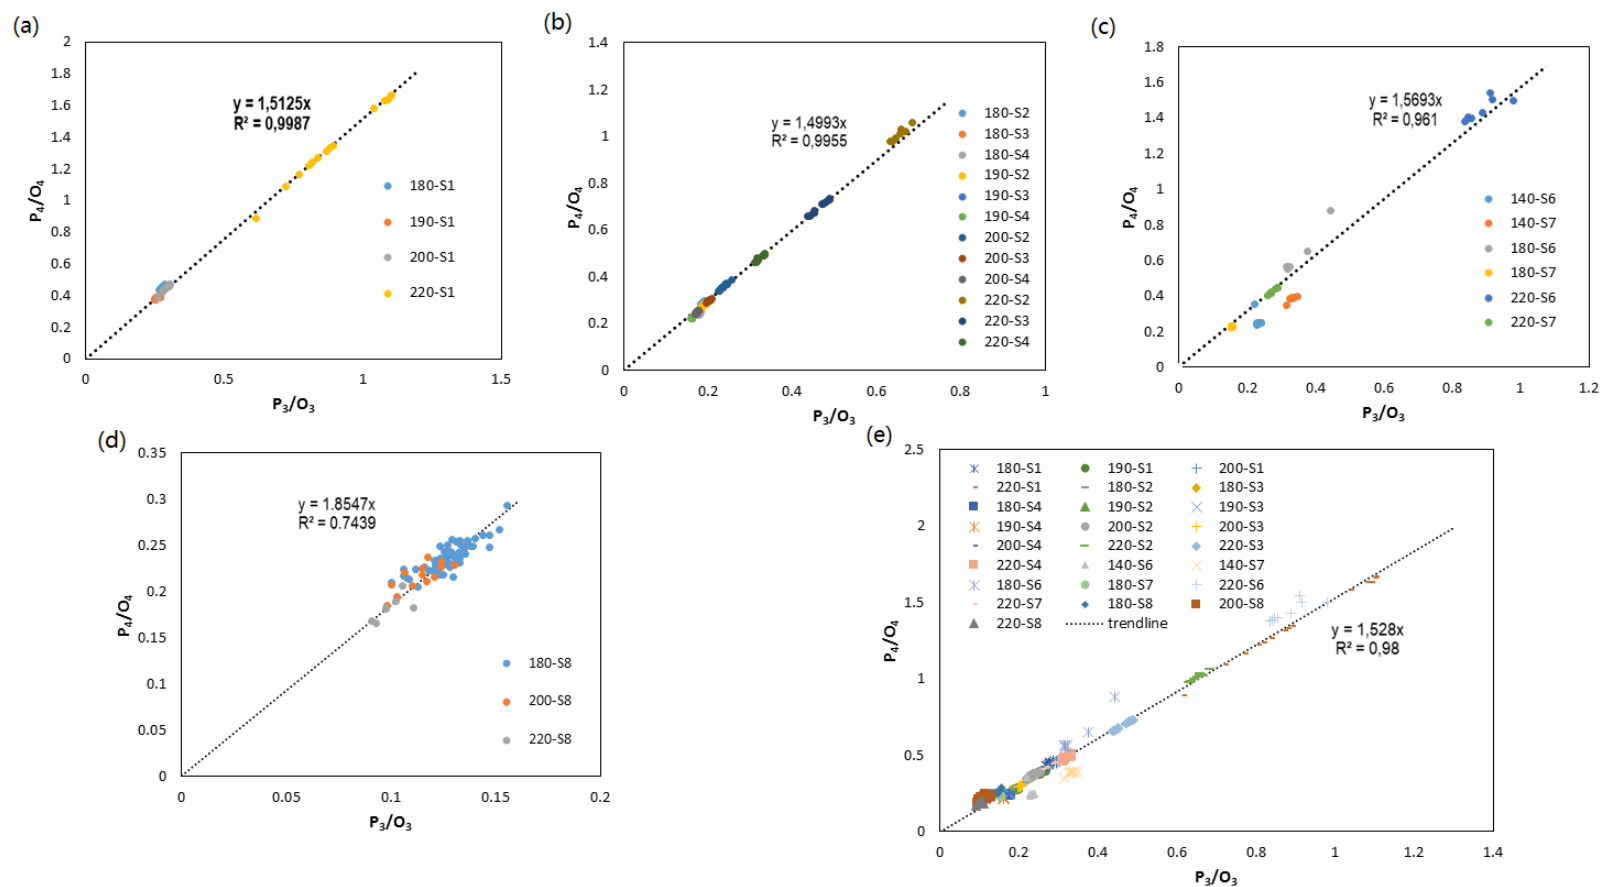 (a)
2
1.8
1.6
1.4
1.2
1
0.8
0.6
0.4
0.2
0
0
0.5
1
1.5
P₄/O₄
P₃/O₃
y = 1,5125x
R² = 0,9987
180-S1
190-S1
200-S1
220-S1
(b)
1.4
1.2
1
0.8
0.6
0.4
0.2
0
0
0.2
0.4
0.6
0.8
1
P₄/O₄
P₃/O₃
y = 1,4993x
R² = 0,9955
180-S2
180-S3
180-S4
190-S2
190-S3
190-S4
200-S2
200-S3
200-S4
220-S2
220-S3
220-S4
(c)
1.8
1.6
1.4
1.2
1
0.8
0.6
0.4
0.2
0
0
0.2
0.4
0.6
0.8
1
1.2
P₄/O₄
P₃/O₃
y = 1,5693x
R² = 0,961
140-S6
140-S7
180-S6
180-S7
220-S6
220-S7
(d)
0.35
0.3
0.25
0.2
0.15
0.1
0.05
0
0
0.05
0.1
0.15
0.2
P₄/O₄
P₃/O₃
y = 1.8547x
R² = 0.7439
180-S8
200-S8
220-S8
(e)
2.5
2
1.5
1
0.5
0
0
0.2
0.4
0.6
0.8
1
1.2
1.4
P₄/O₄
P₃/O₃
180-S1 190-S1 200-S1
220-S1 180-S2 180-S3
180-S4 190-S2 190-S3
190-S4 200-S2 200-S3
200-S4 220-S2 220-S3
220-S4 140-S6 140-S7
180-S6 180-S7 220-S6
220-S7 180-S8 200-S8
220-S8 trendline
y = 1,528x
R² = 0,98